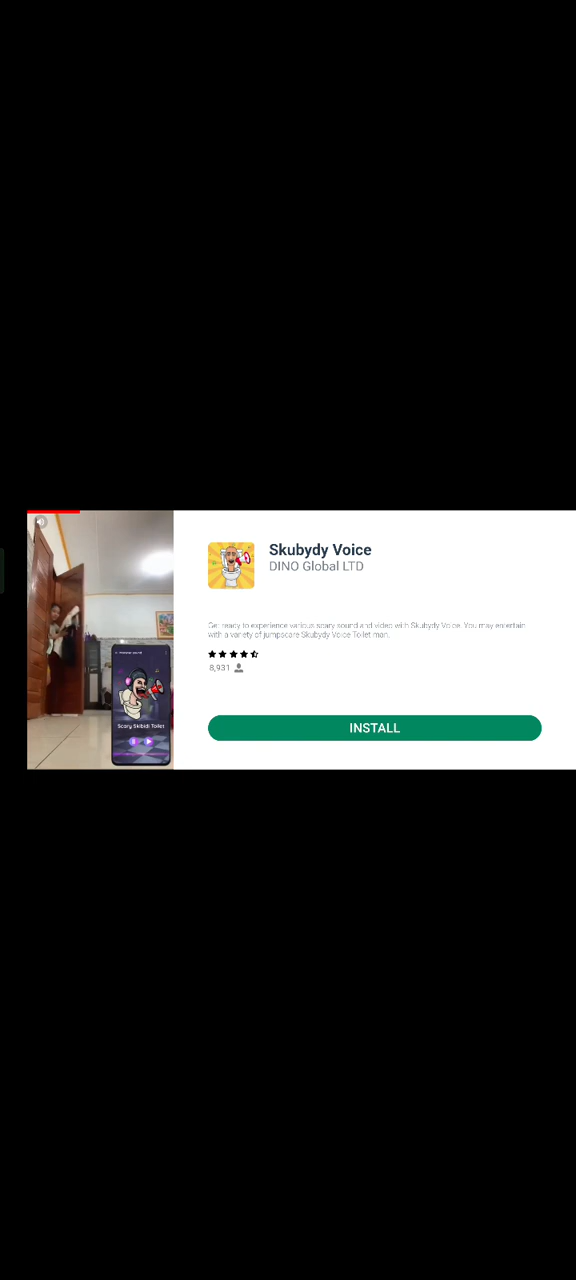 Skubydy Voice
DINO Global LTD
Get ready to experience various scary sound and video with Skubydy Voice. You may entertain
with a variety of jumpscare Skubydy Voice Toilet man.
8,931
INSTALL
Scary Skibidi Toilet